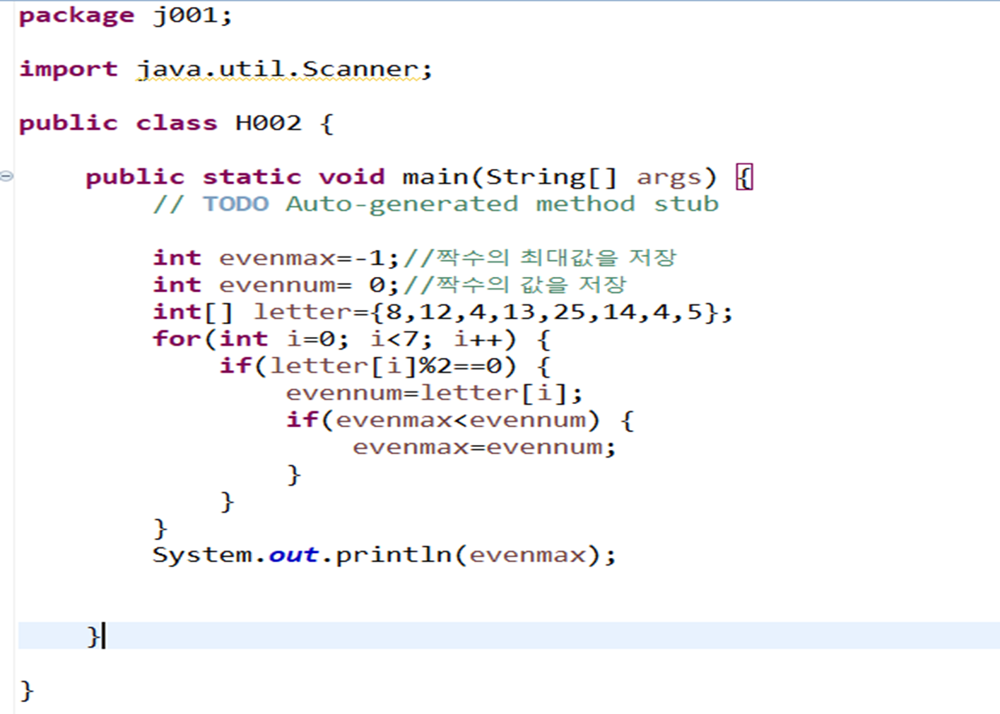 package j001;
import java.util.Scanner;
public class H002 {
public static void main(String[] args) {
// TODO Auto-generated method stub
int evenmax=-1;//짝수의 최대값을 저장
int evennum= 0;//짝수의 값을 저장
int[] letter={8,12,4,13,25,14,4,5};
for(int i=0; i<7; i++) {
if(letter[i]%2==0) {
evennum=letter[i];
if(evenmax<evennum) {
evenmax=evennum;
}
}
}
System.out.println(evenmax);
}
}